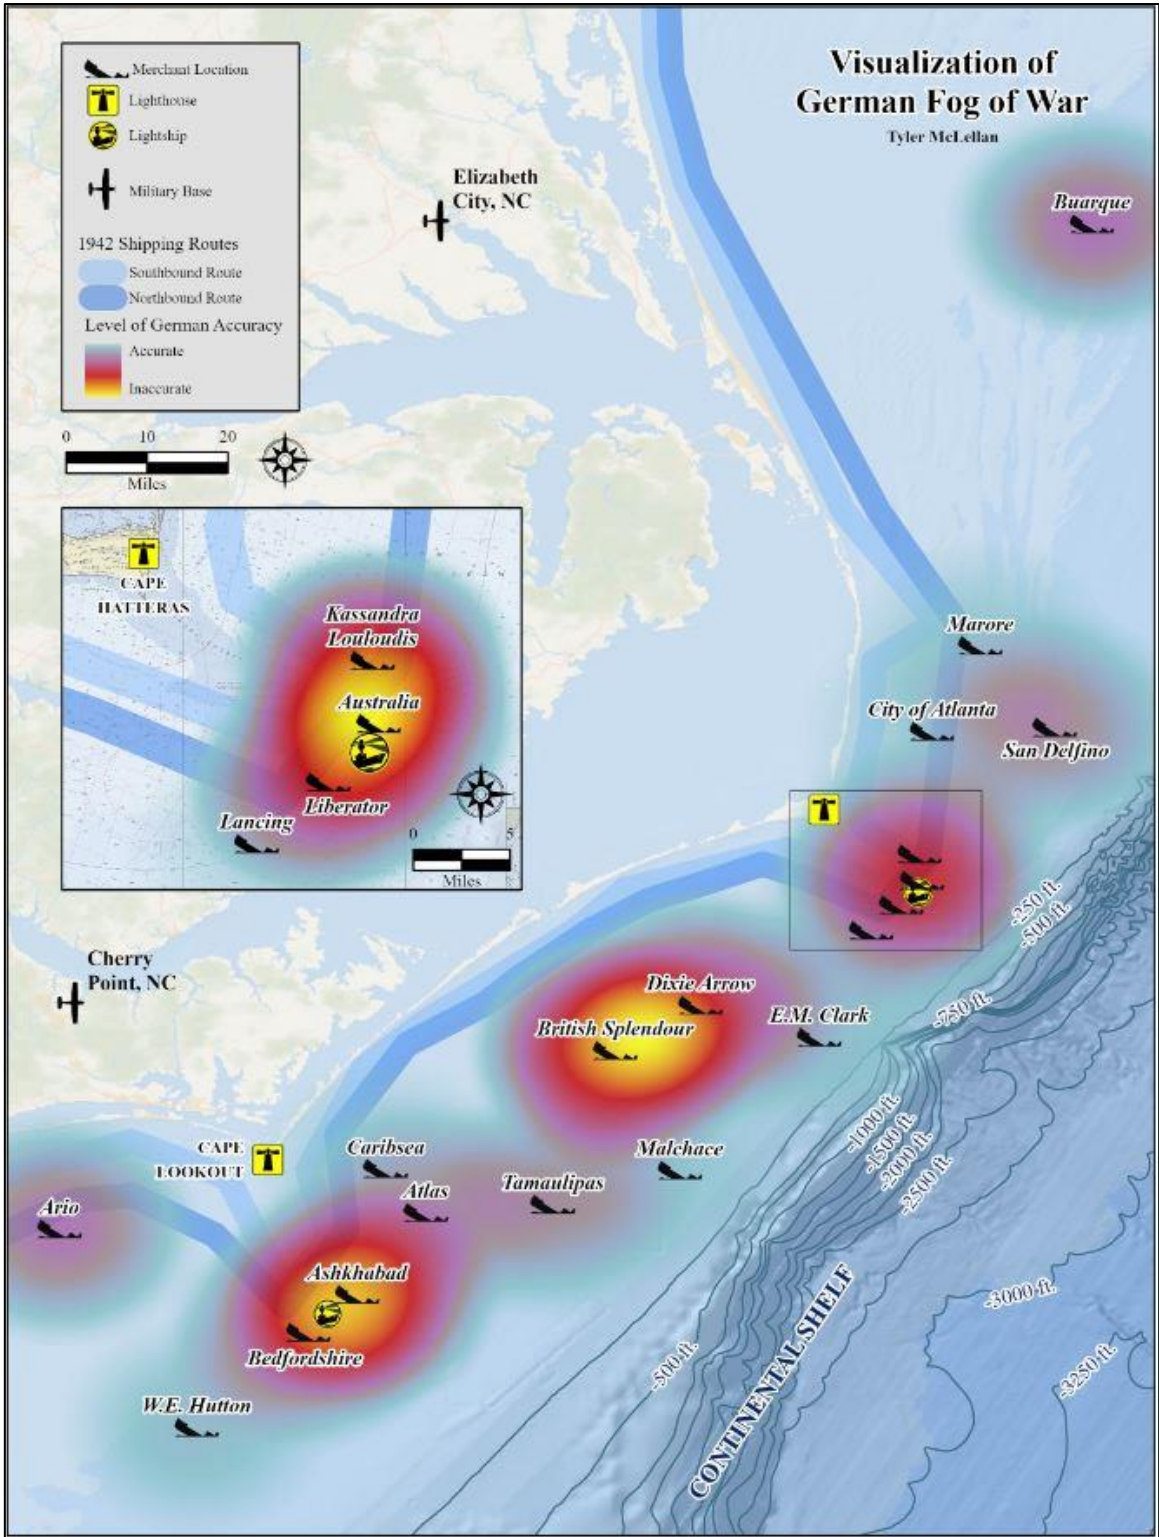 Visualization of
German Fog of War
Tyler McLellan
Merchant Location
Lighthouse
Lightship
Military Base
1942 Shipping Routes
Southbound Route
Northbound Route
Level of German Accuracy
Accurate
Inaccurate
0 10 20
Miles
Elizabeth
City, NC
Buarque
CAPE
HATTERAS
Kassandra
Louloudis
Australia
Liberator
Lancing
0 5
Miles
Marore
City of Atlanta
San Delfino
-250 ft.
-500 ft.
-750 ft.
Cherry
Point, NC
Dixie Arrow
E.M. Clark
British Splendour
-1000 ft.
-1500 ft.
-2000 ft.
-2500 ft.
CAPE
LOOKOUT
Caribsea
Malchace
Atlas
Tamaulipas
Ario
Ashkhabad
Bedfordshire
-3000 ft.
-3250 ft.
-500 ft.
CONTINENTAL SHELF
W.E. Hutton